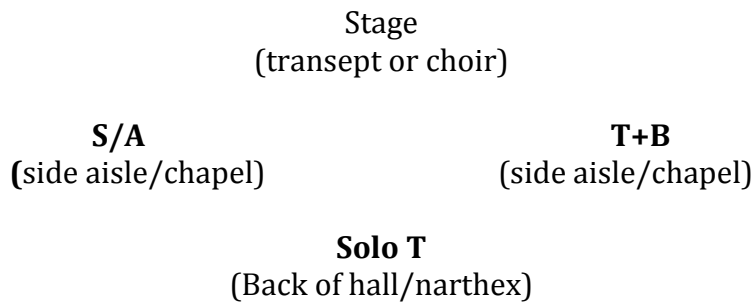 Stage
(transept or choir)
S/A
(side aisle/chapel)
T+B
(side aisle/chapel)
Solo T
(Back of hall/narthex)